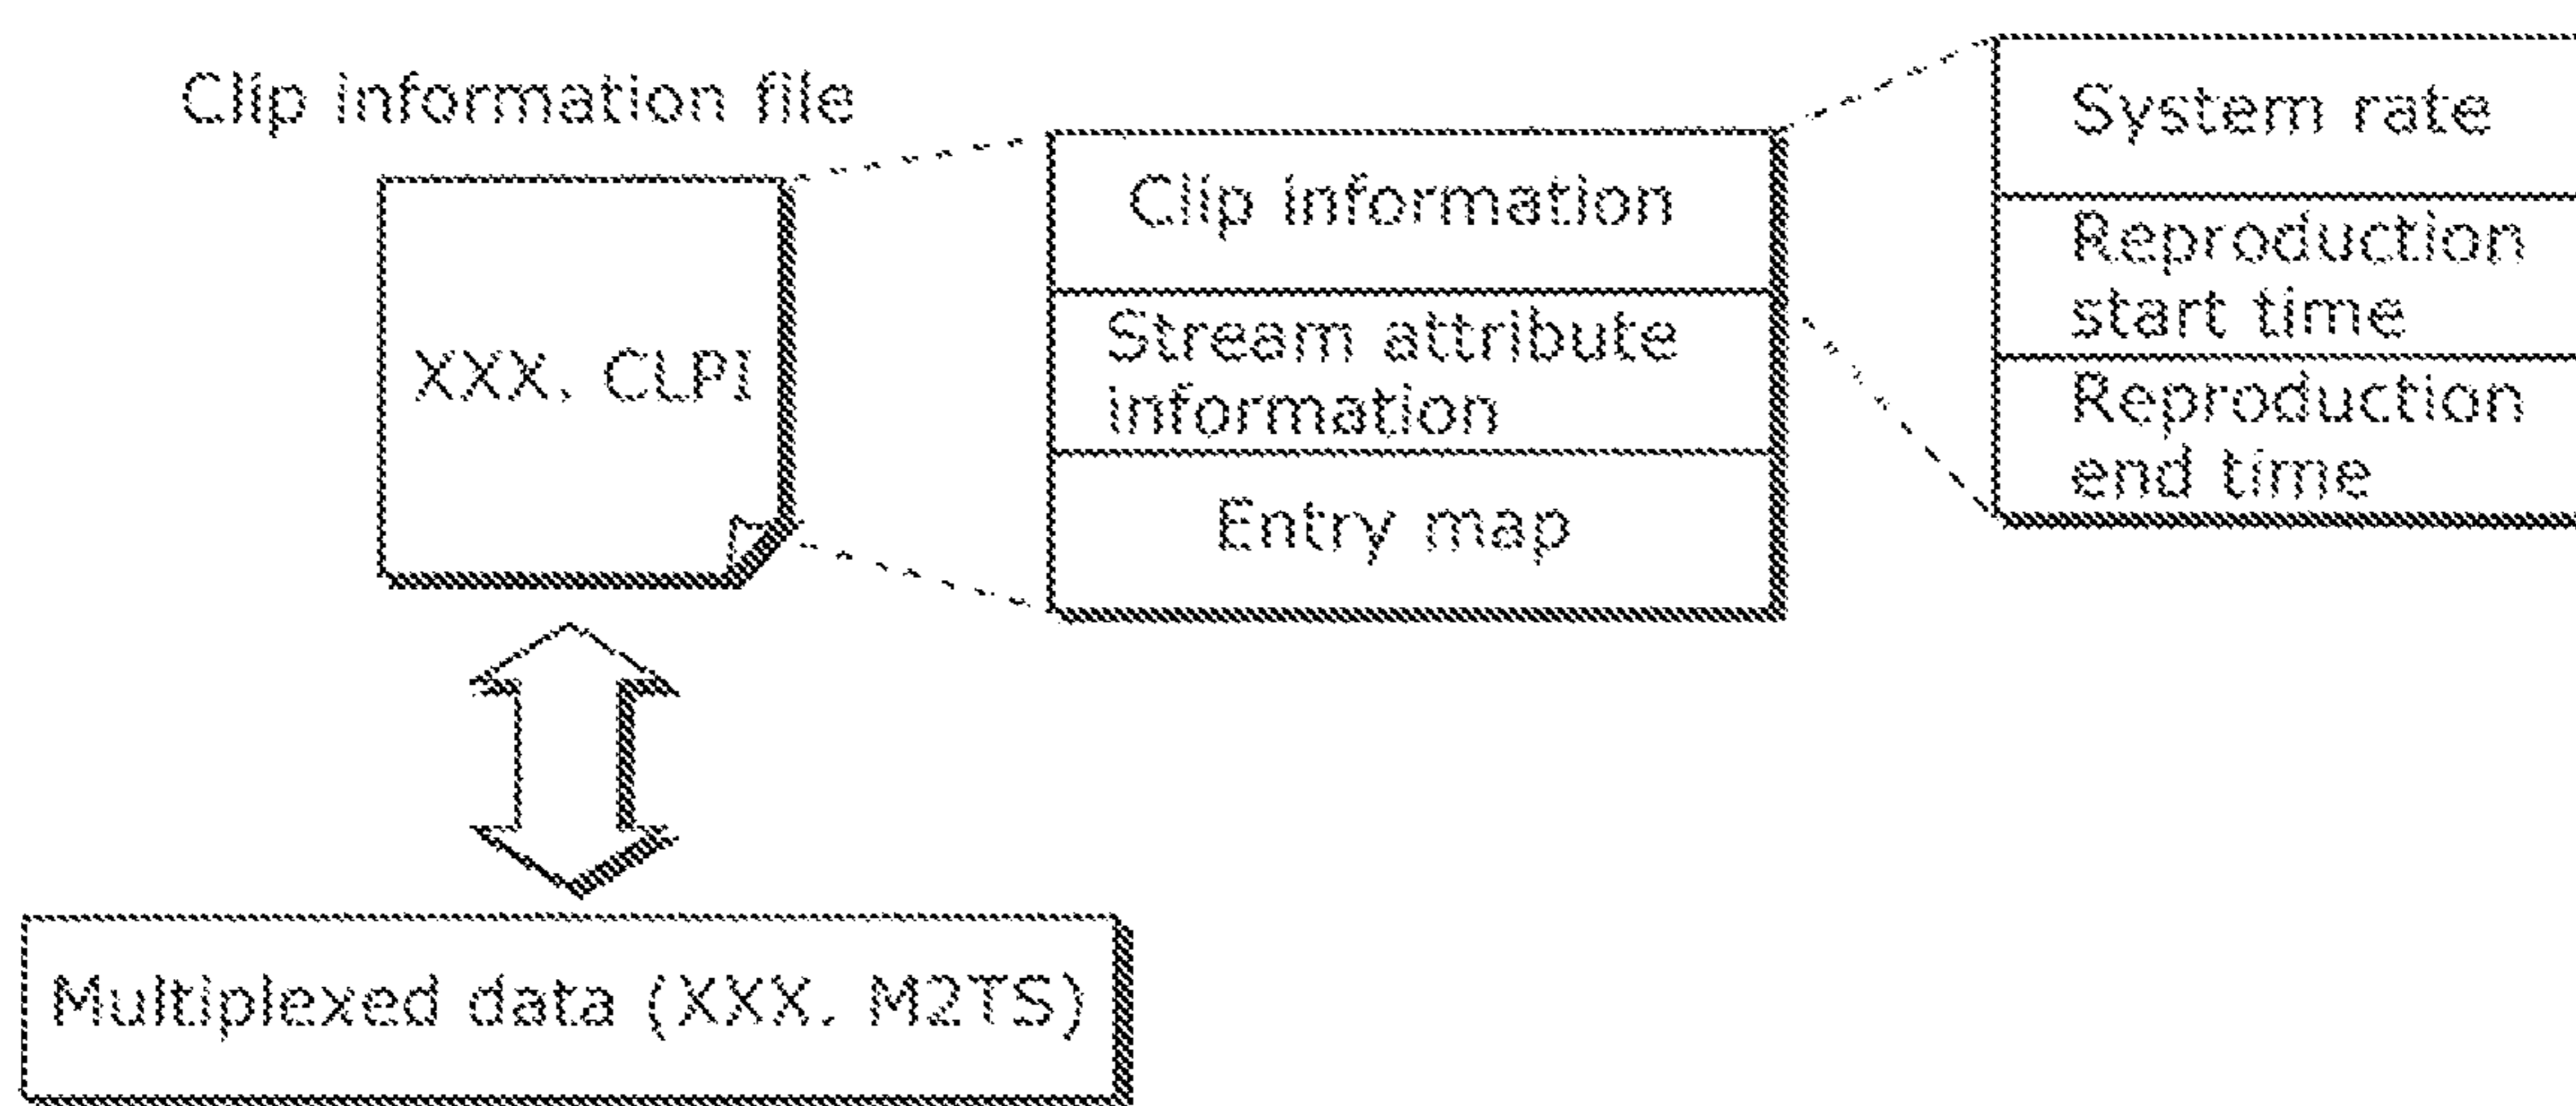 Clip information file
XXX. CLPI
Clip information
Stream attribute
information
Entry map
System rate
Reproduction
start time
Reproduction
end time
Multiplexed data (XXX. M2TS)